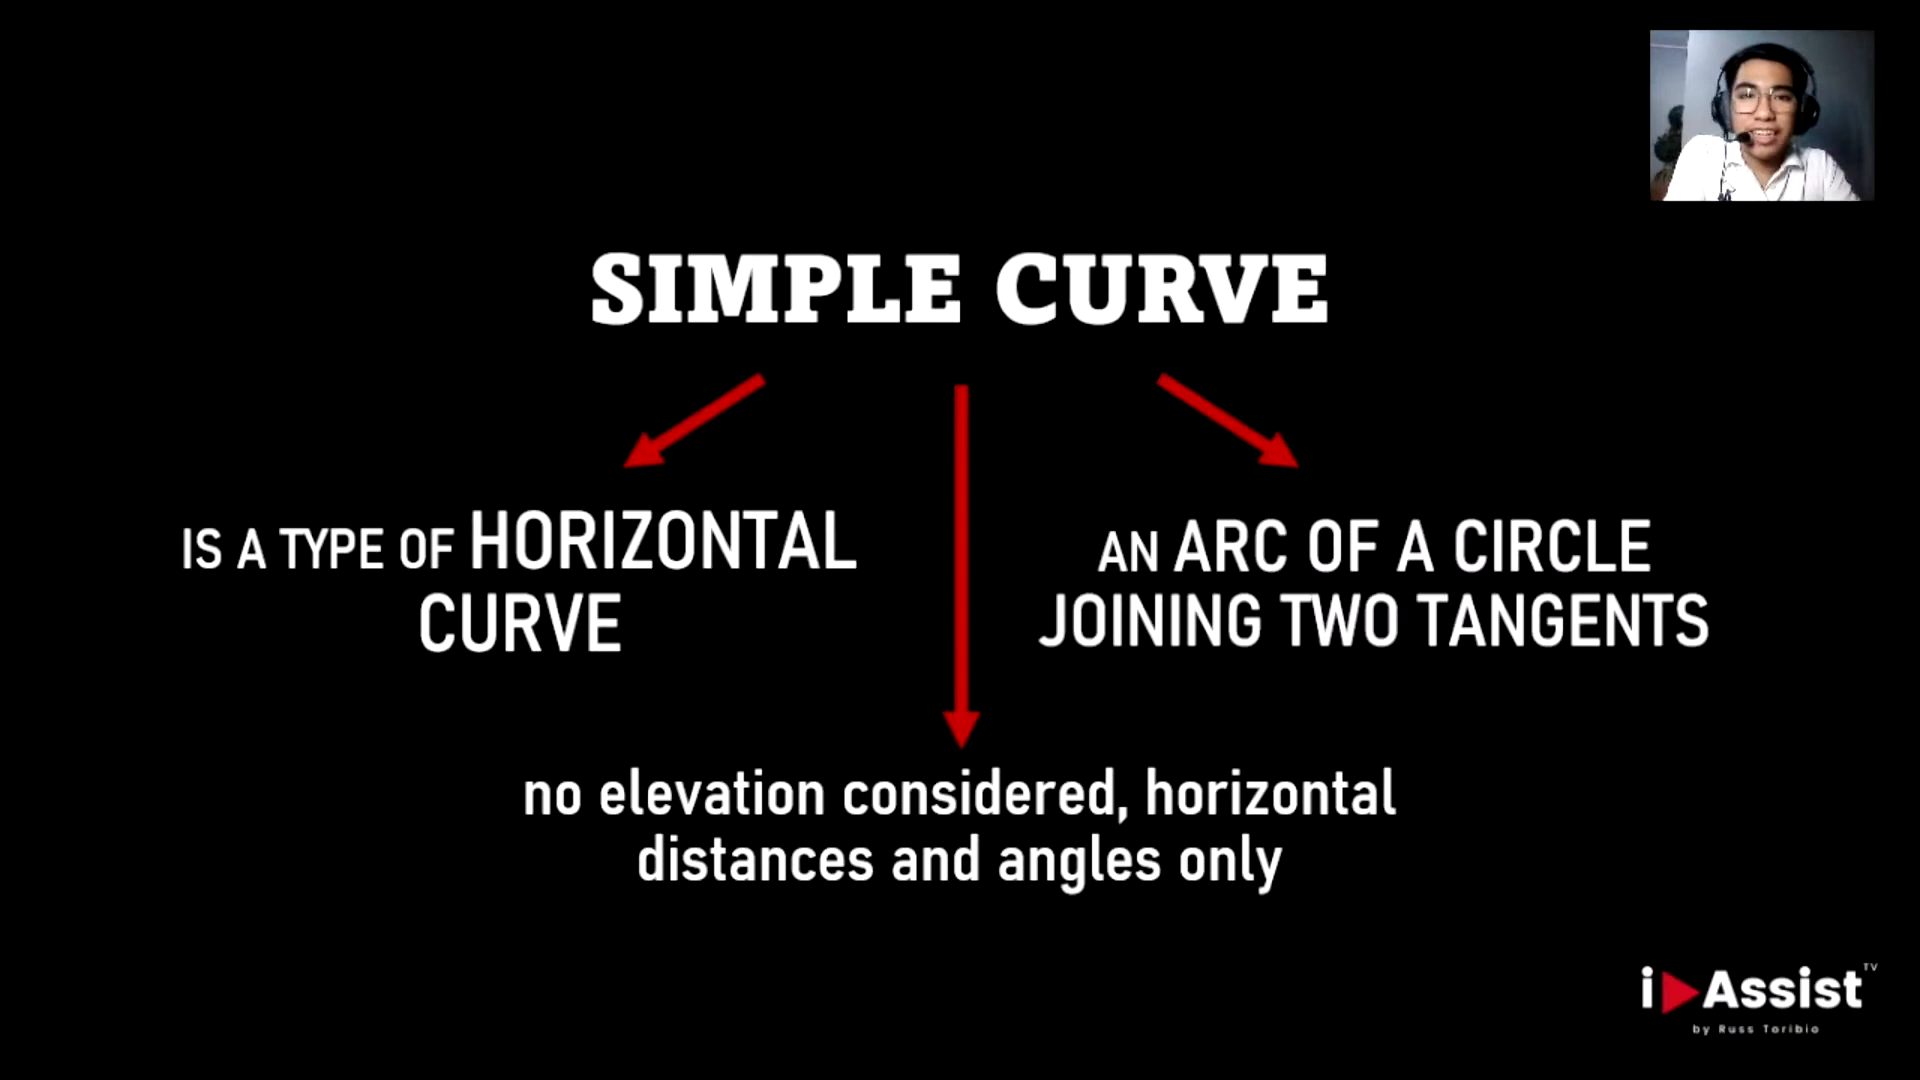 SIMPLE CURVE
IS A TYPE OF HORIZONTAL
CURVE
AN ARC OF A CIRCLE
JOINING TWO TANGENTS
no elevation considered, horizontal
distances and angles only
i Assist TV
by Russ Toribio